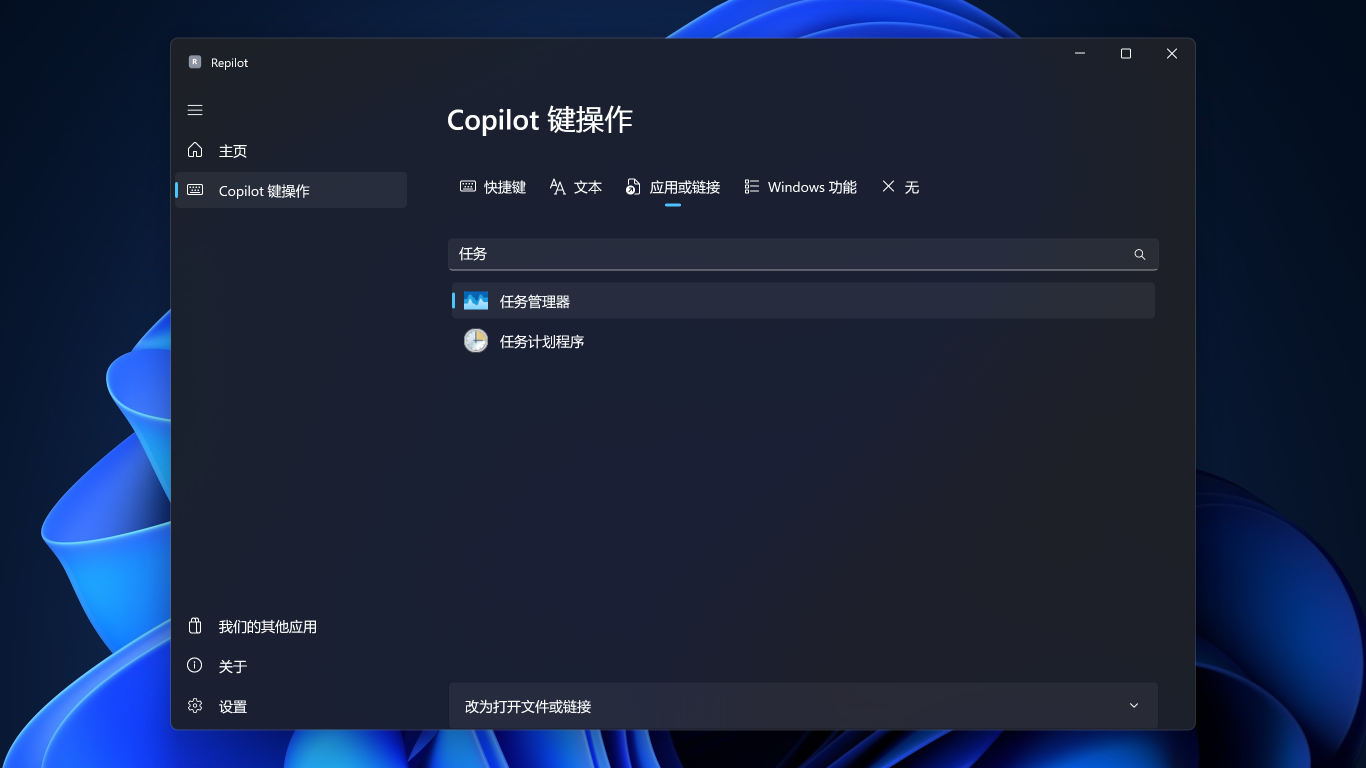 Repilot
主页
Copilot 键操作
我们的其他应用
关于
设置
Copilot 键操作
快捷键 文本 应用或链接 Windows 功能 无
任务
任务管理器
任务计划程序
改为打开文件或链接